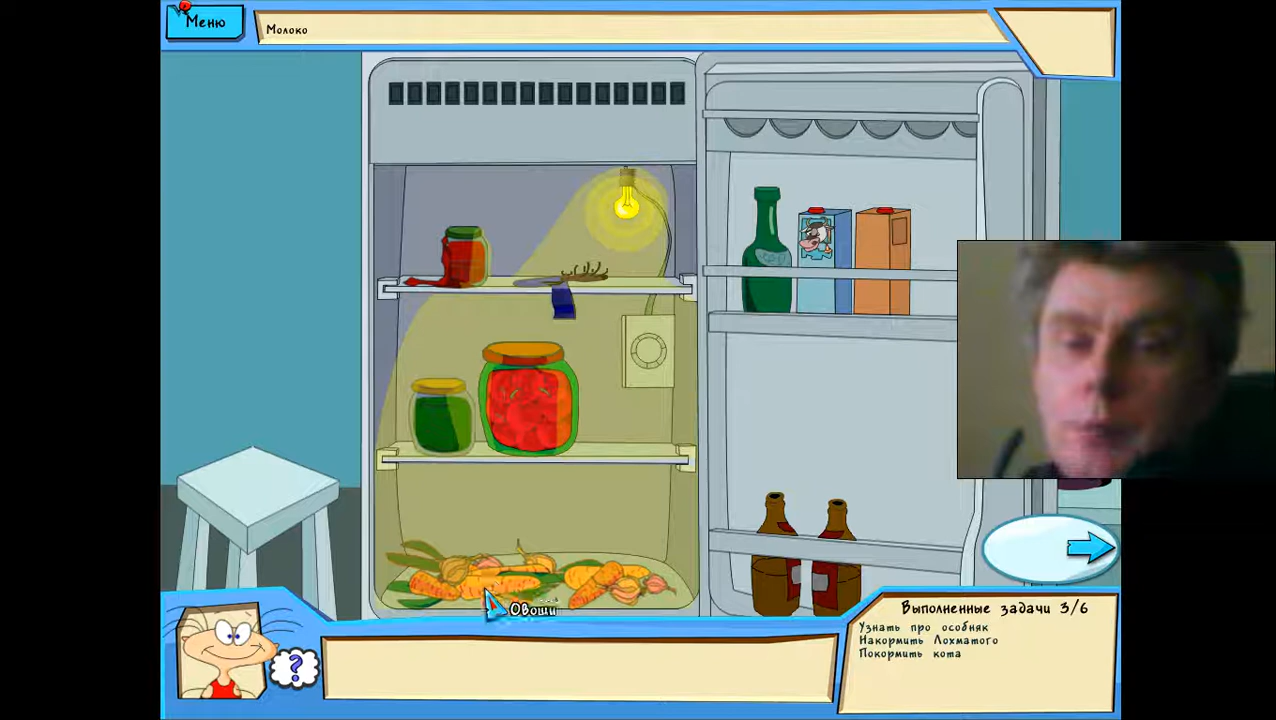 Меню
Молоко
Овощи
?
Выполненные задачи 3/6
Узнать про особняк
Накормить Лохматого
Покормить кота